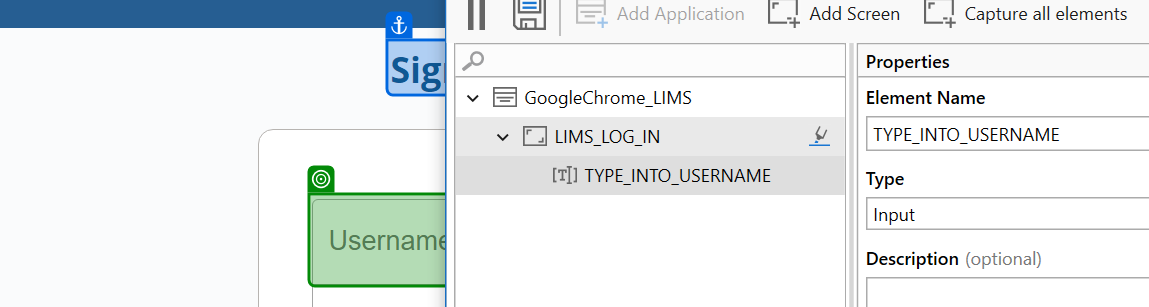 Add Application
Add Screen
Capture all elements
Properties
GoogleChrome_LIMS
LIMS_LOG_IN
TYPE_INTO_USERNAME
Element Name
TYPE_INTO_USERNAME
Type
Input
Description (optional)
Username